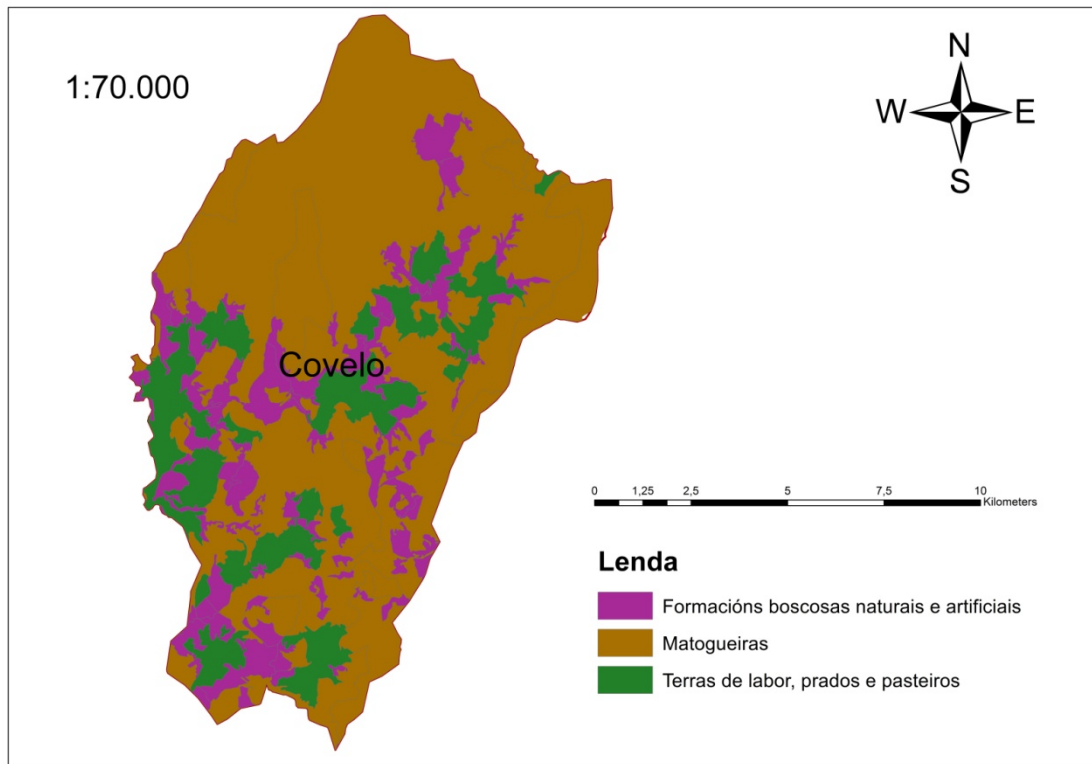 1:70.000
N
W E
S
Covelo
0 1,25 2,5 5 7,5 10
Kilometers
Lenda
Formacións boscosas naturais e artificiais
Matogueiras
Terras de labor, prados e pasteiros